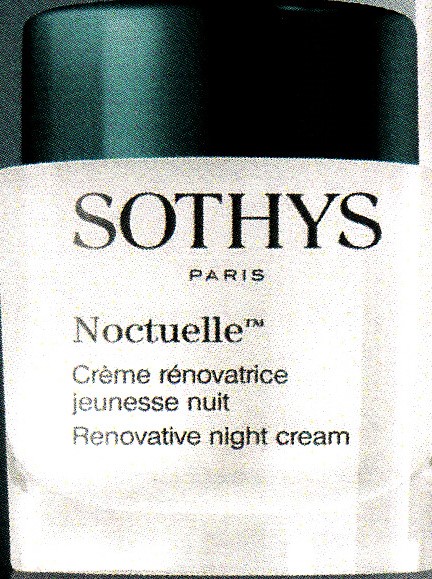 SOTHYS
PARIS
Noctuelle™
Crème rénovatrice
jeunesse nuit
Renovative night cream